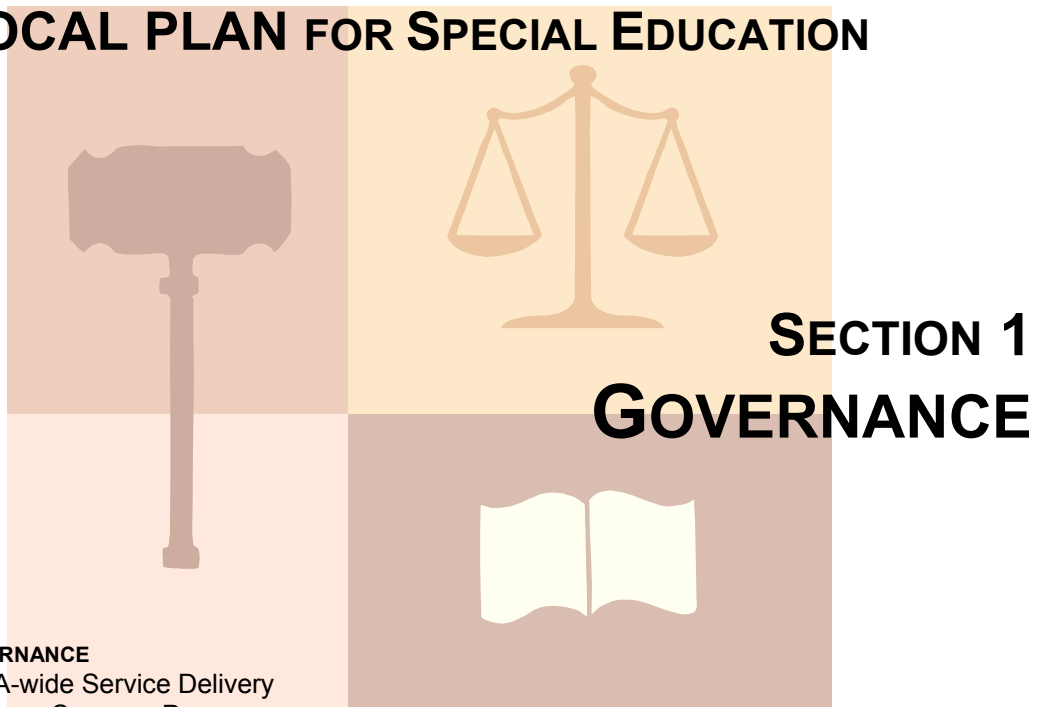 OCAL PLAN FOR SPECIAL EDUCATION
SECTION 1
GOVERNANCE
RNANCE
A-wide Service Delivery